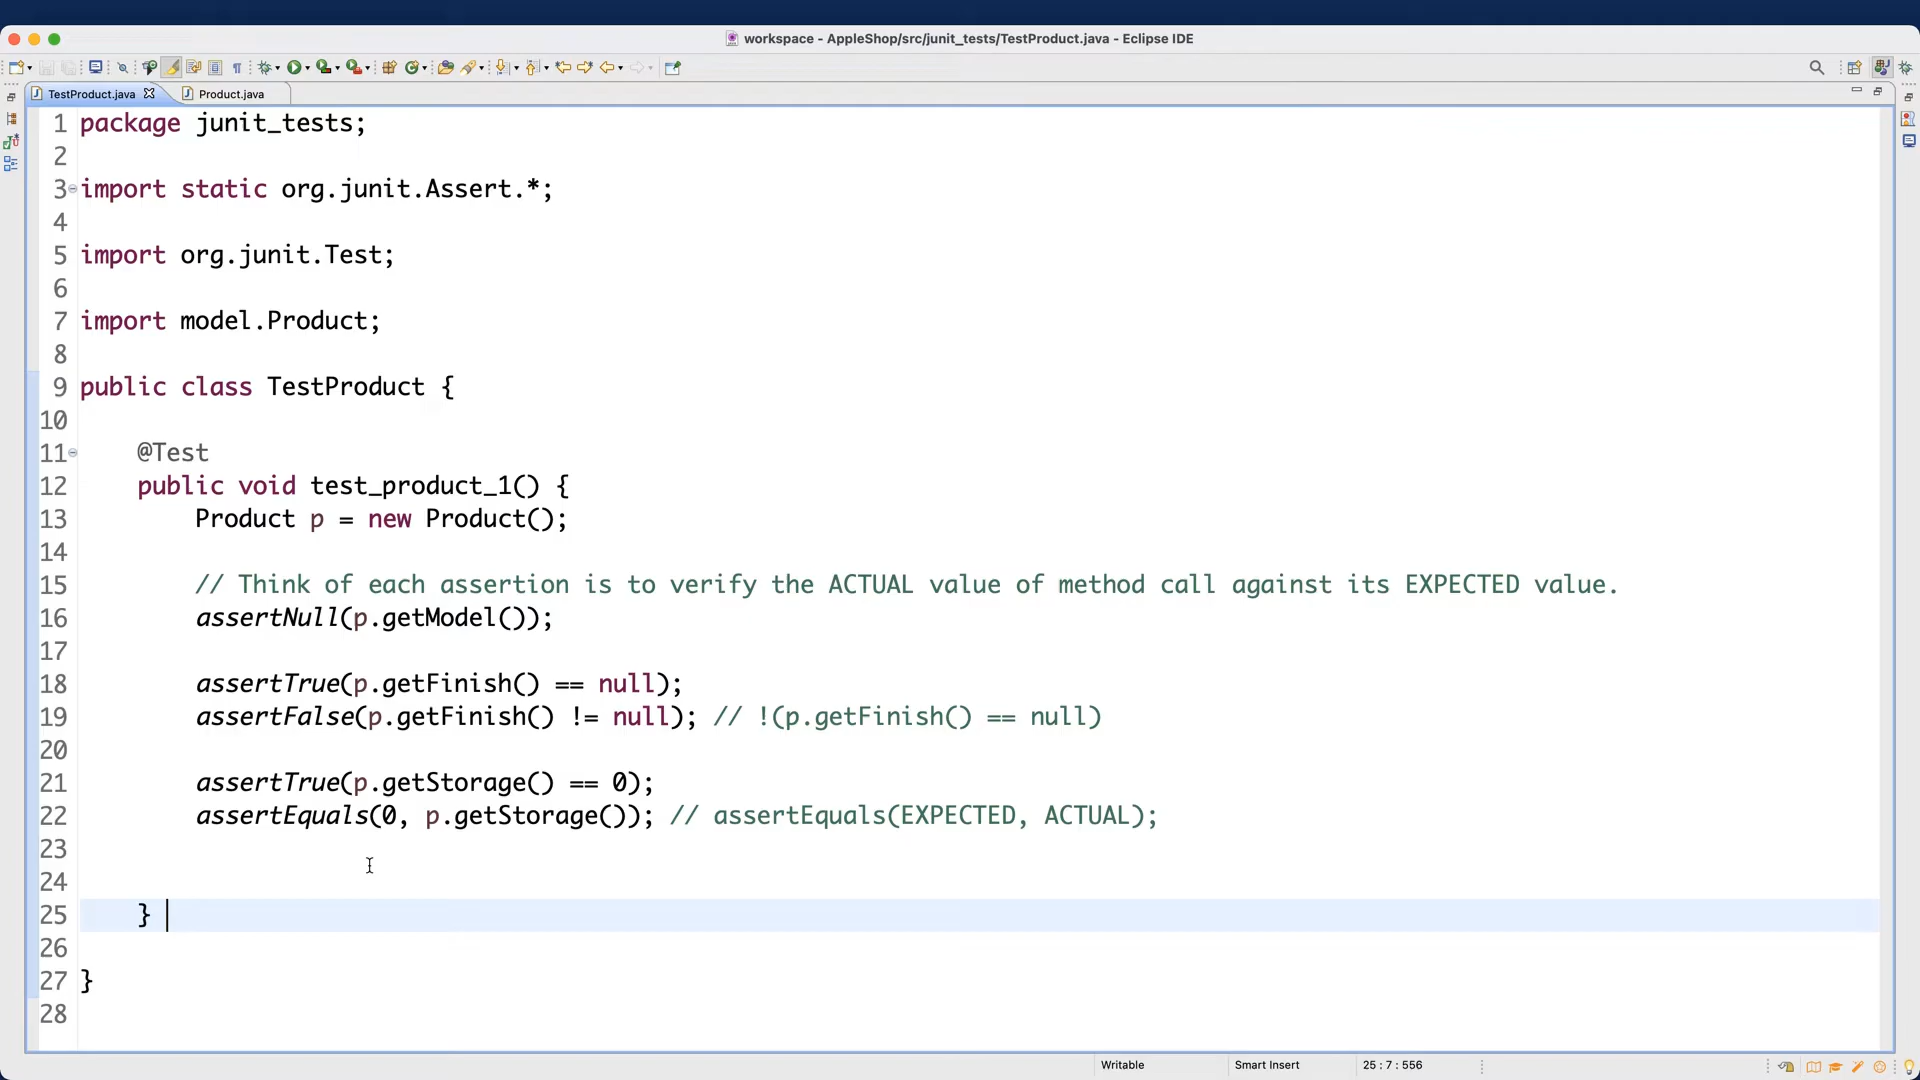 workspace - AppleShop/src/junit_tests/TestProduct.java - Eclipse IDE
TestProduct.java
Product.java
1 package junit_tests;
2
3 import static org.junit.Assert.*;
4
5 import org.junit.Test;
6
7 import model.Product;
8
9 public class TestProduct {
10
11 @Test
12 public void test_product_1() {
13 Product p = new Product();
14
15 // Think of each assertion is to verify the ACTUAL value of method call against its EXPECTED value.
16 assertNull(p.getModel());
17
18 assertTrue(p.getFinish() == null);
19 assertFalse(p.getFinish() != null); // !(p.getFinish() == null)
20
21 assertTrue(p.getStorage() == 0);
22 assertEquals(0, p.getStorage()); // assertEquals(EXPECTED, ACTUAL);
23
24
25 }
26
27 }
28
Writable
Smart Insert
25 : 7 : 556